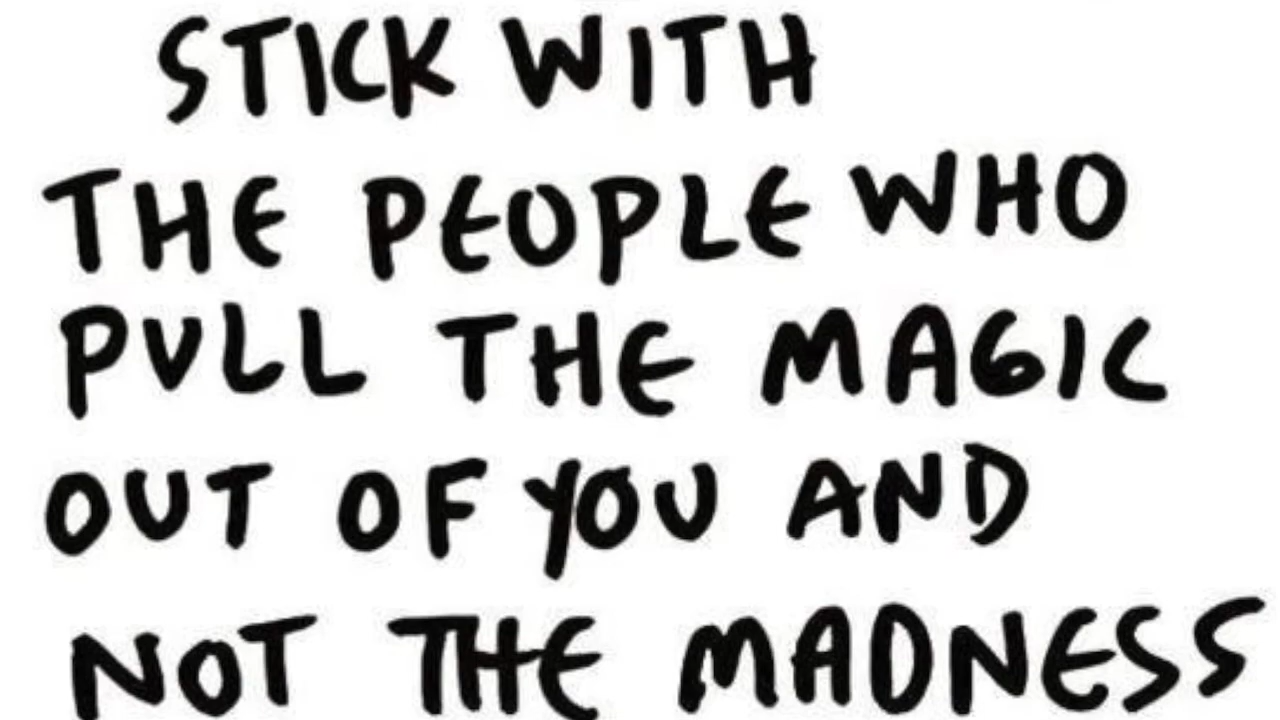 STICK WITH
THE PEOPLE WHO
PULL THE MAGIC
OUT OF YOU AND
NOT THE MADNESS